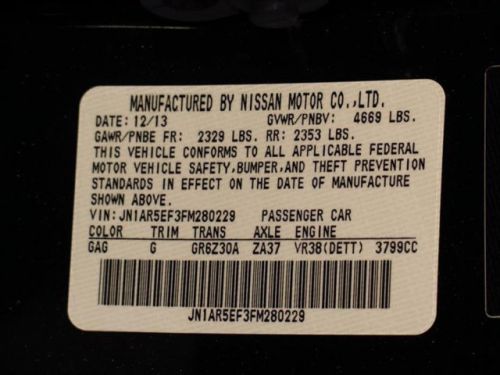 MANUFACTURED BY NISSAN MOTOR CO.,LTD.
DATE: 12/13 GVWR/PNBV: 4669 LBS.
GAWR/PNBE FR: 2329 LBS. RR: 2353 LBS.
THIS VEHICLE CONFORMS TO ALL APPLICABLE FEDERAL
MOTOR VEHICLE SAFETY,BUMPER,AND THEFT PREVENTION
STANDARDS IN EFFECT ON THE DATE OF MANUFACTURE
SHOWN ABOVE.
VIN: JN1AR5EF3FM280229 PASSENGER CAR
COLOR TRIM TRANS AXLE ENGINE
GAG G GR6Z30A ZA37 VR38(DETT) 3799CC
JN1AR5EF3FM280229